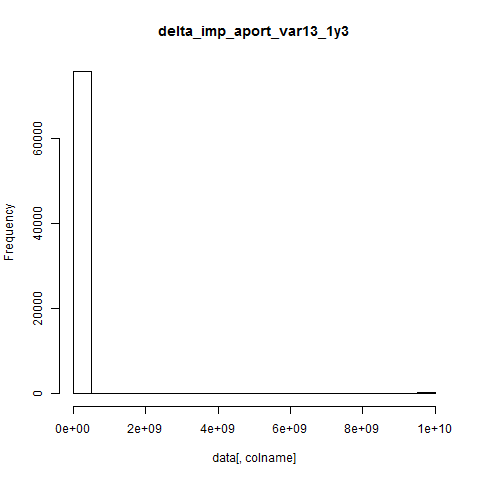 delta_imp_aport_var13_1y3
Frequency
60000
40000
20000
0
0e+00 2e+09 4e+09 6e+09 8e+09 1e+10
data[, colname]